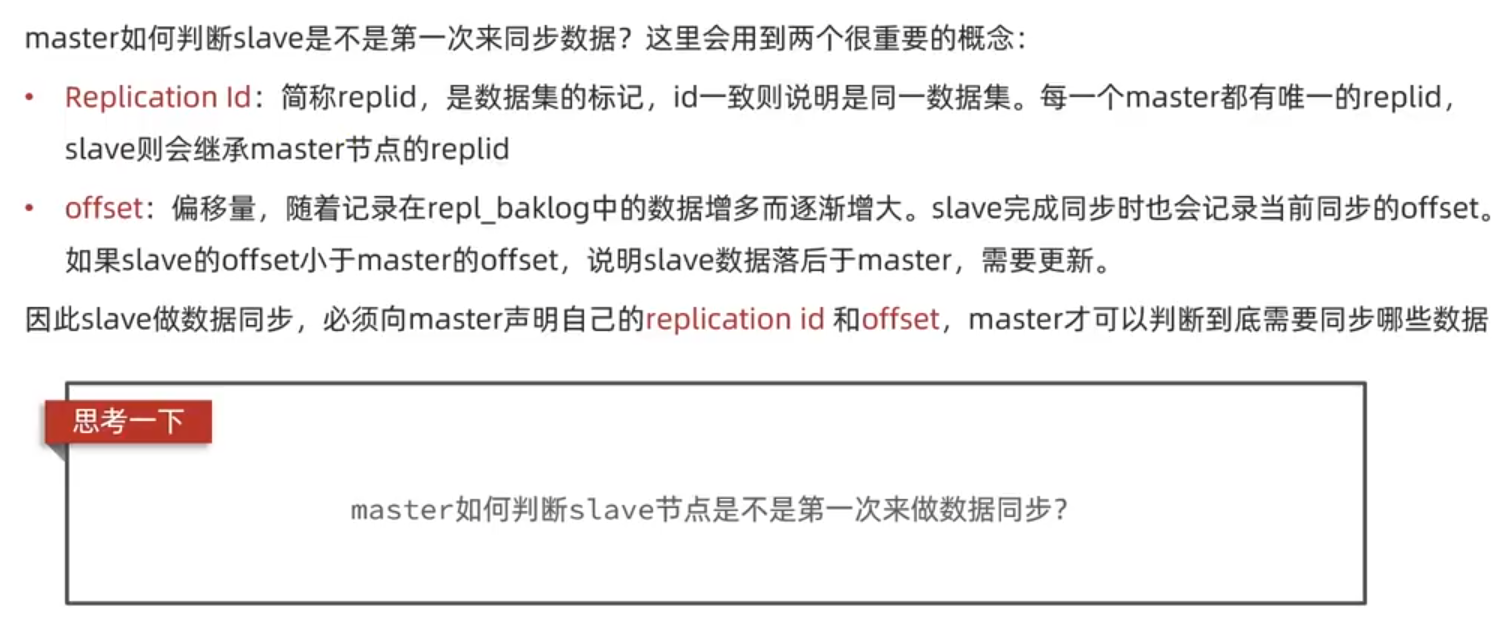 master如何判断slave是不是第一次来同步数据？这里会用到两个很重要的概念：
• Replication Id：简称replid，是数据集的标记，id一致则说明是同一数据集。每一个master都有唯一的replid，
slave则会继承master节点的replid
• offset：偏移量，随着记录在repl_baklog中的数据增多而逐渐增大。slave完成同步时也会记录当前同步的offset。
如果slave的offset小于master的offset，说明slave数据落后于master，需要更新。
因此slave做数据同步，必须向master声明自己的replication id 和offset，master才可以判断到底需要同步哪些数据
思考一下
master如何判断slave节点是不是第一次来做数据同步？